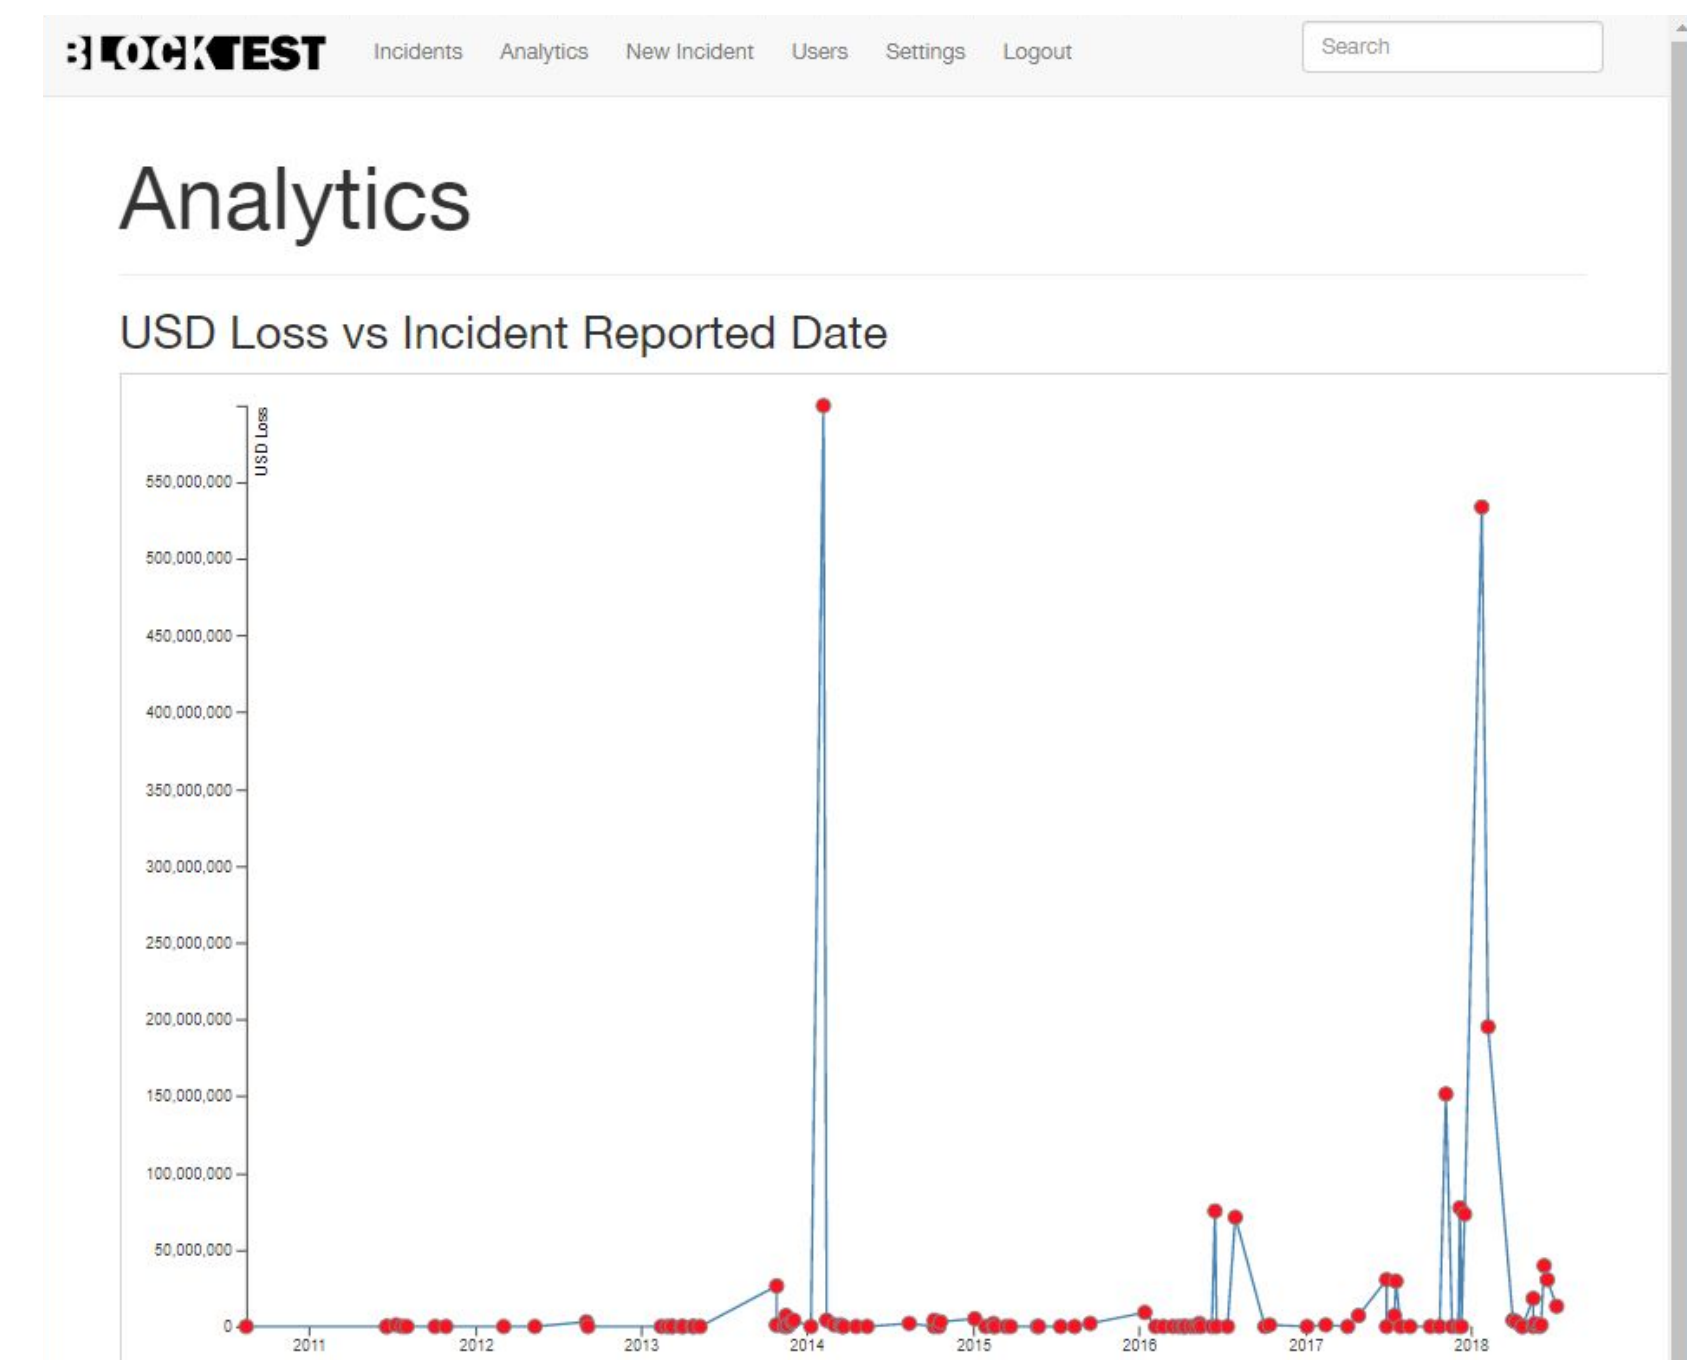 BLOCKTEST Incidents Analytics New Incident Users Settings Logout Search
Analytics
USD Loss vs Incident Reported Date
USD Loss
550,000,000
500,000,000
450,000,000
400,000,000
350,000,000
300,000,000
250,000,000
200,000,000
150,000,000
100,000,000
50,000,000
0
2011 2012 2013 2014 2015 2016 2017 2018